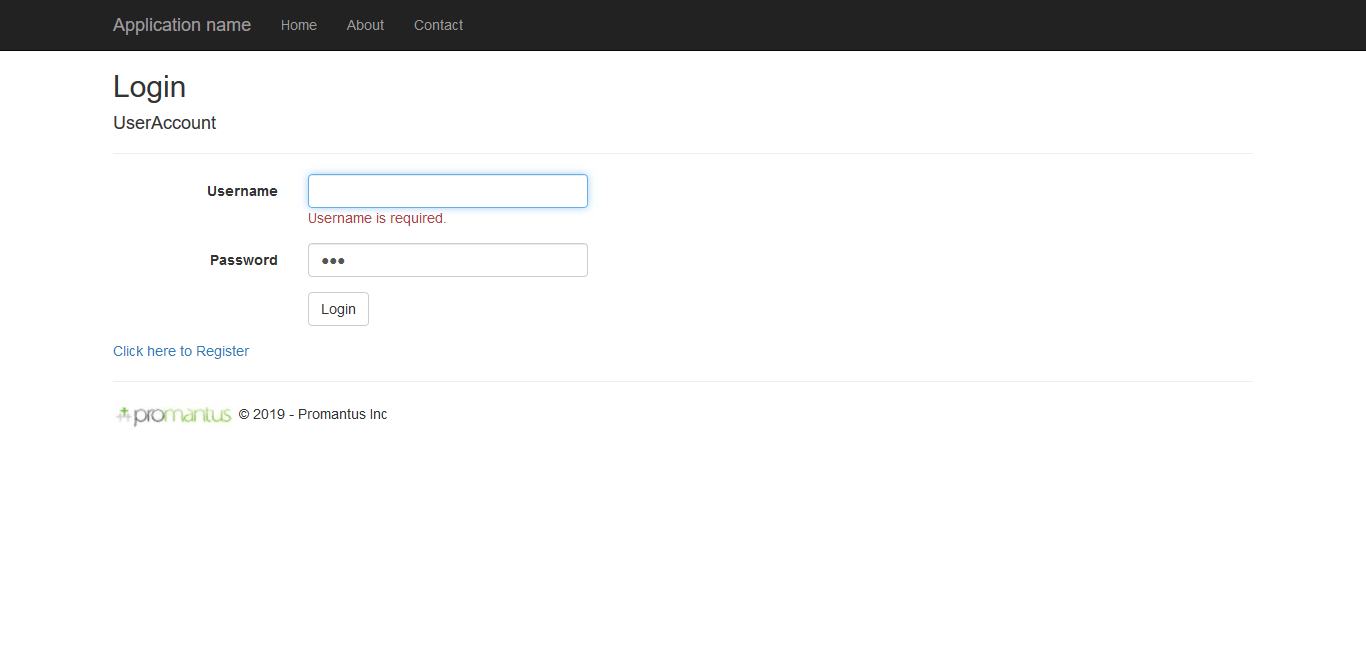 Application name Home About Contact
Login
UserAccount
Username
Username is required.
Password ●●●
Login
Click here to Register
promantus © 2019 - Promantus Inc